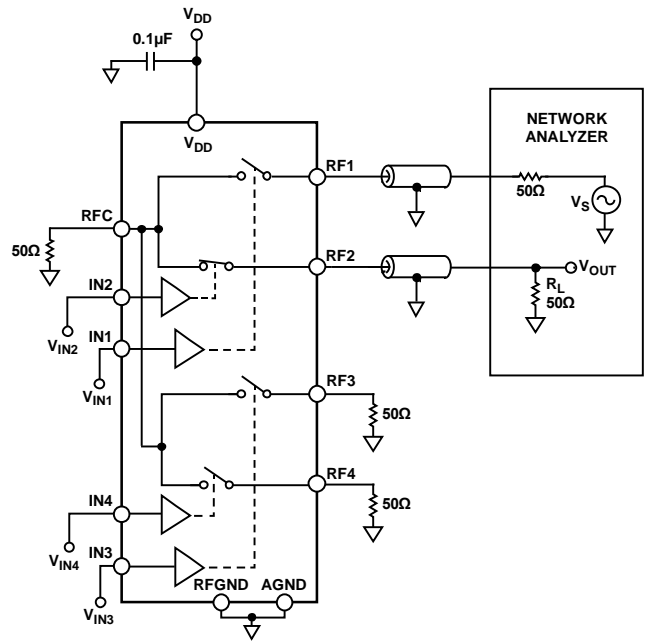 VDD
0.1µF
VDD
NETWORK
ANALYZER
RF1
50Ω
VS
RFC
50Ω
RF2
VOUT
RL
50Ω
IN2
VIN2
IN1
VIN1
RF3
50Ω
RF4
50Ω
IN4
VIN4
IN3
VIN3
RFGND AGND